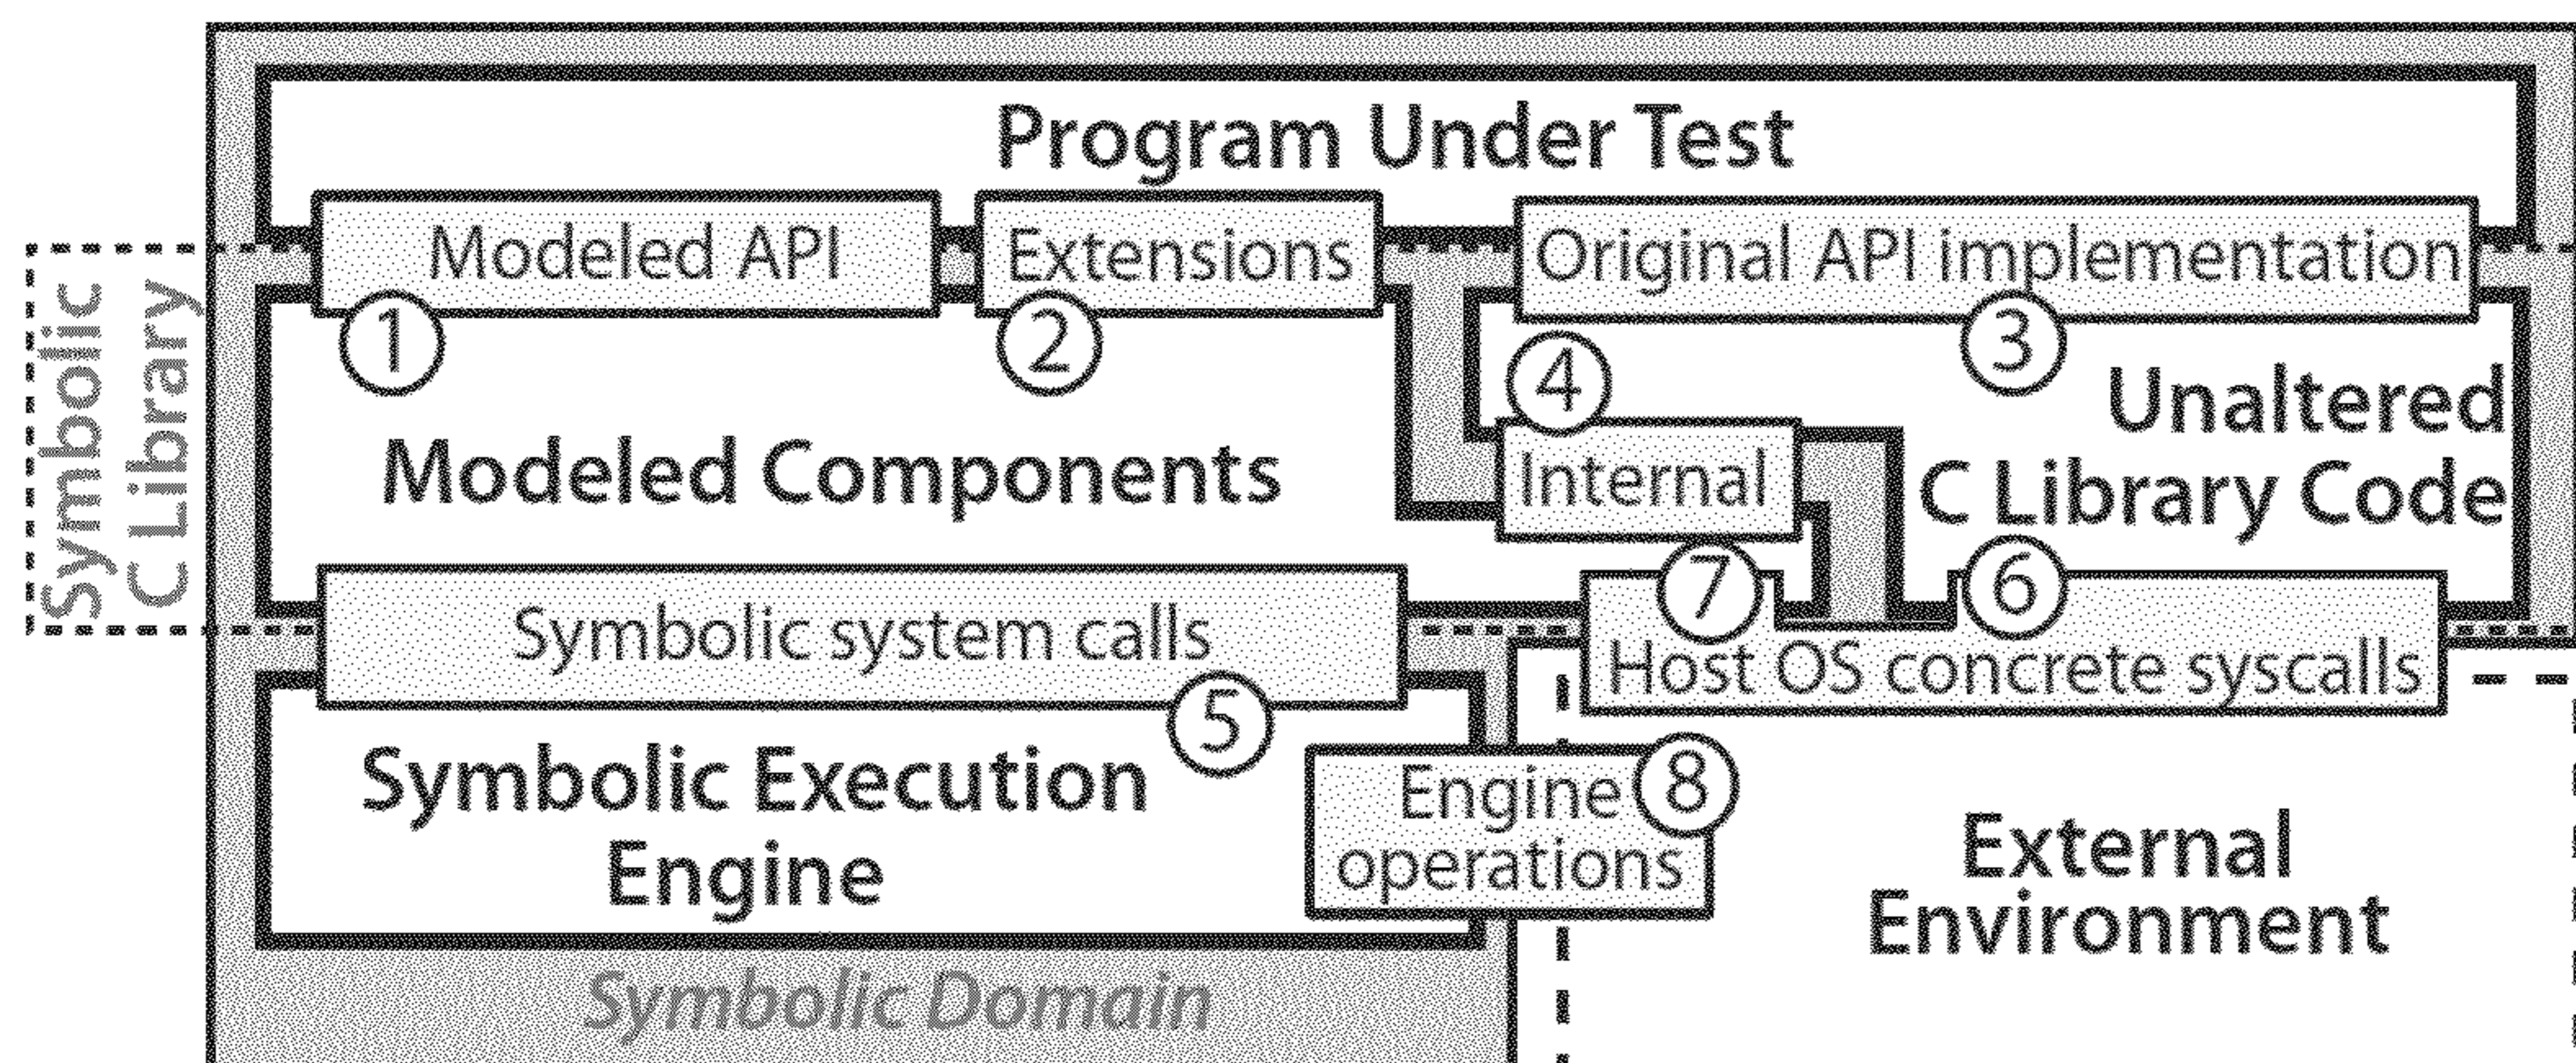 Program Under Test
Modeled API
Extensions
Original API implementation
1
2
3
Symbolic
C Library
4
Unaltered
C Library Code
Modeled Components
Internal
7
6
Symbolic system calls
Host OS concrete syscalls
5
Symbolic Execution
Engine
Engine
operations
8
External
Environment
Symbolic Domain